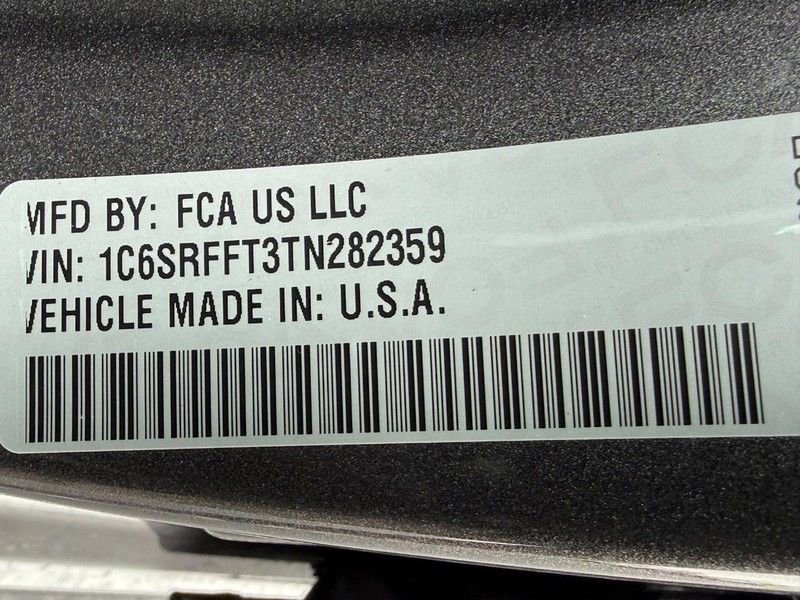 MFD BY: FCA US LLC
VIN: 1C6SRFFT3TN282359
VEHICLE MADE IN: U.S.A.